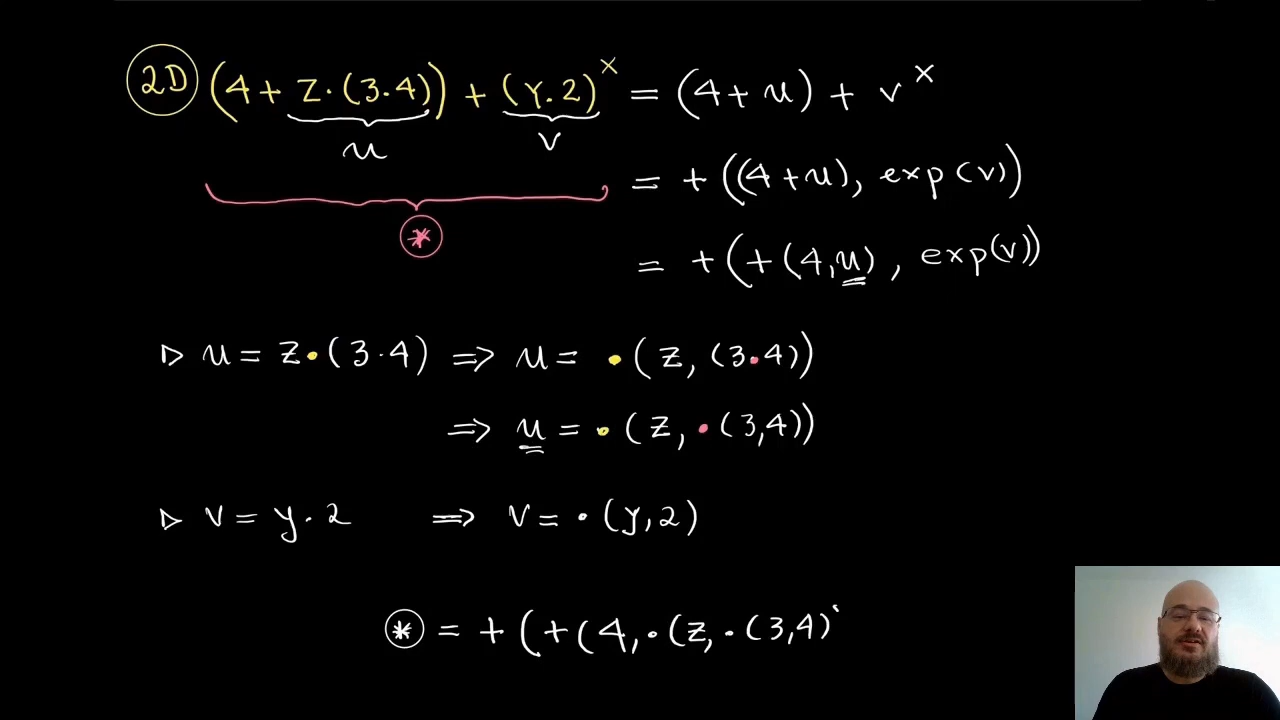 2D (4 + z · (3 · 4)) + (y · 2)^x = (4 + u) + v^x
u v
= + ((4 + u), exp(v))
*
= + (+ (4, u), exp(v))
▷ u = z · (3 · 4) ⇒ u = · (z, (3 · 4))
⇒ u = · (z, · (3,4))
▷ v = y · 2 ⇒ v = · (y, 2)
* = + (+ (4, · (z, · (3,4)